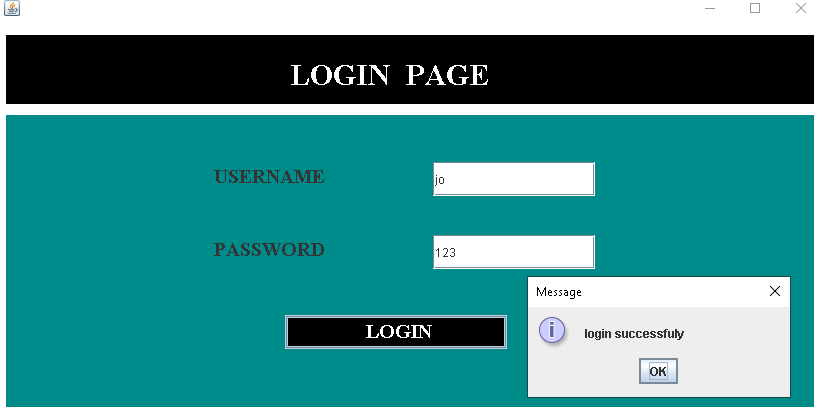 LOGIN PAGE
USERNAME
jo
PASSWORD
123
LOGIN
Message
login successfuly
OK